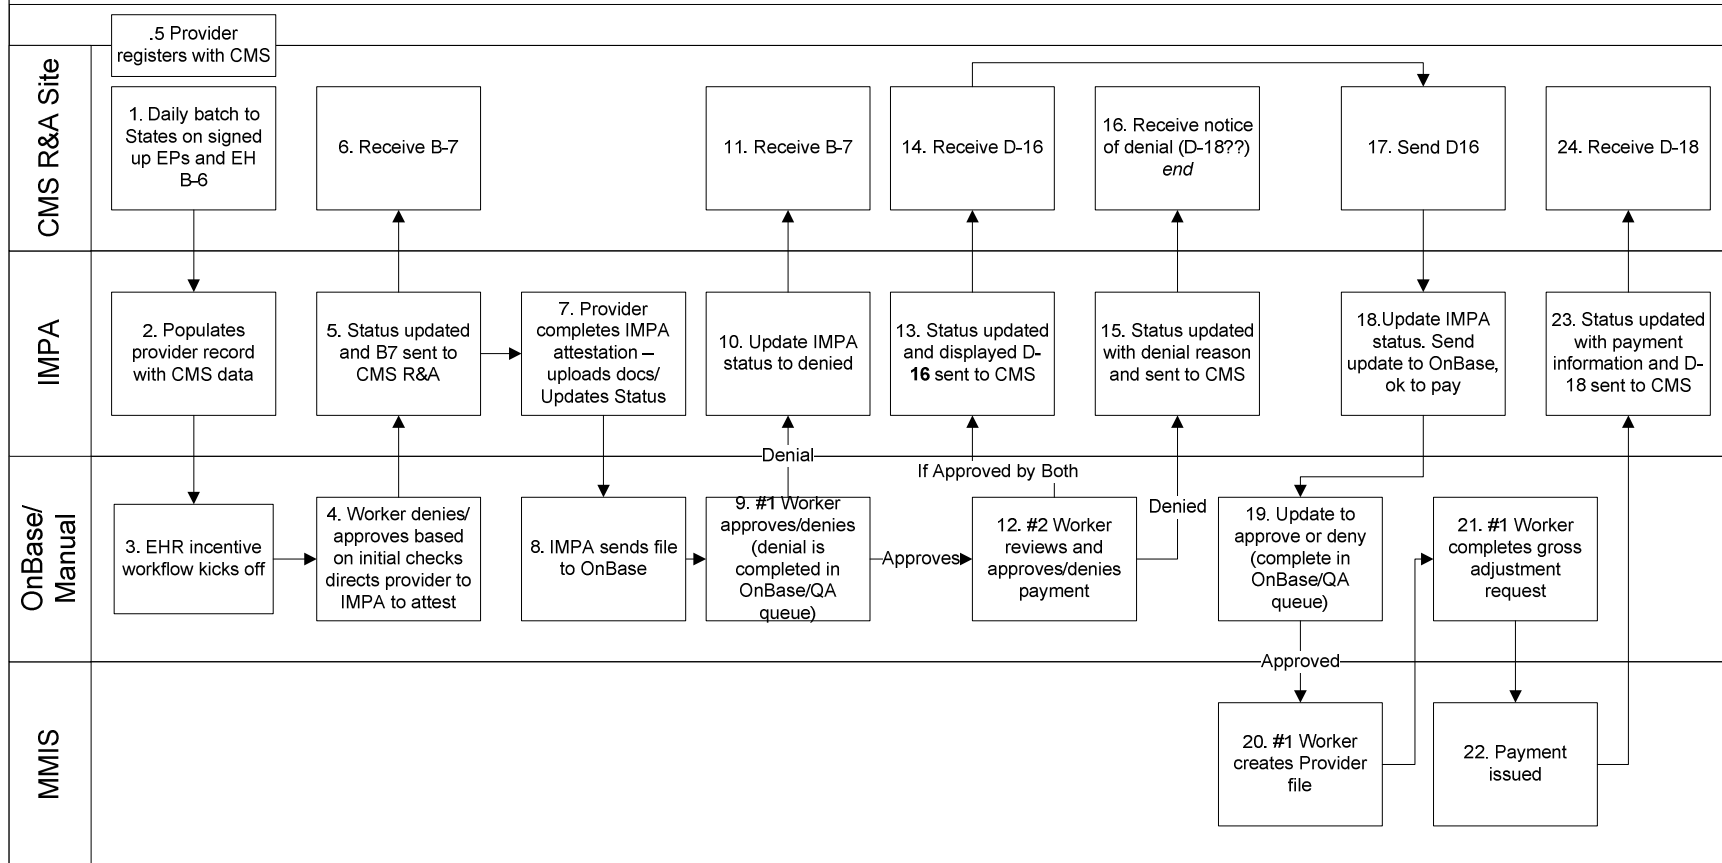 .5 Provider
registers with CMS
CMS R&A Site
1. Daily batch to
States on signed
up EPs and EH
B-6
6. Receive B-7
11. Receive B-7
14. Receive D-16
16. Receive notice
of denial (D-18??)
end
17. Send D16
24. Receive D-18
IMPA
2. Populates
provider record
with CMS data
5. Status updated
and B7 sent to
CMS R&A
7. Provider
completes IMPA
attestation –
uploads docs/
Updates Status
10. Update IMPA
status to denied
13. Status updated
and displayed D-
16 sent to CMS
15. Status updated
with denial reason
and sent to CMS
18.Update IMPA
status. Send
update to OnBase,
ok to pay
23. Status updated
with payment
information and D-
18 sent to CMS
Denial
If Approved by Both
Denied
OnBase/
Manual
3. EHR incentive
workflow kicks off
4. Worker denies/
approves based
on initial checks
directs provider to
IMPA to attest
8. IMPA sends file
to OnBase
9. #1 Worker
approves/denies
(denial is
completed in
OnBase/QA
queue)
Approves
12. #2 Worker
reviews and
approves/denies
payment
19. Update to
approve or deny
(complete in
OnBase/QA
queue)
21. #1 Worker
completes gross
adjustment
request
Approved
MMIS
20. #1 Worker
creates Provider
file
22. Payment
issued